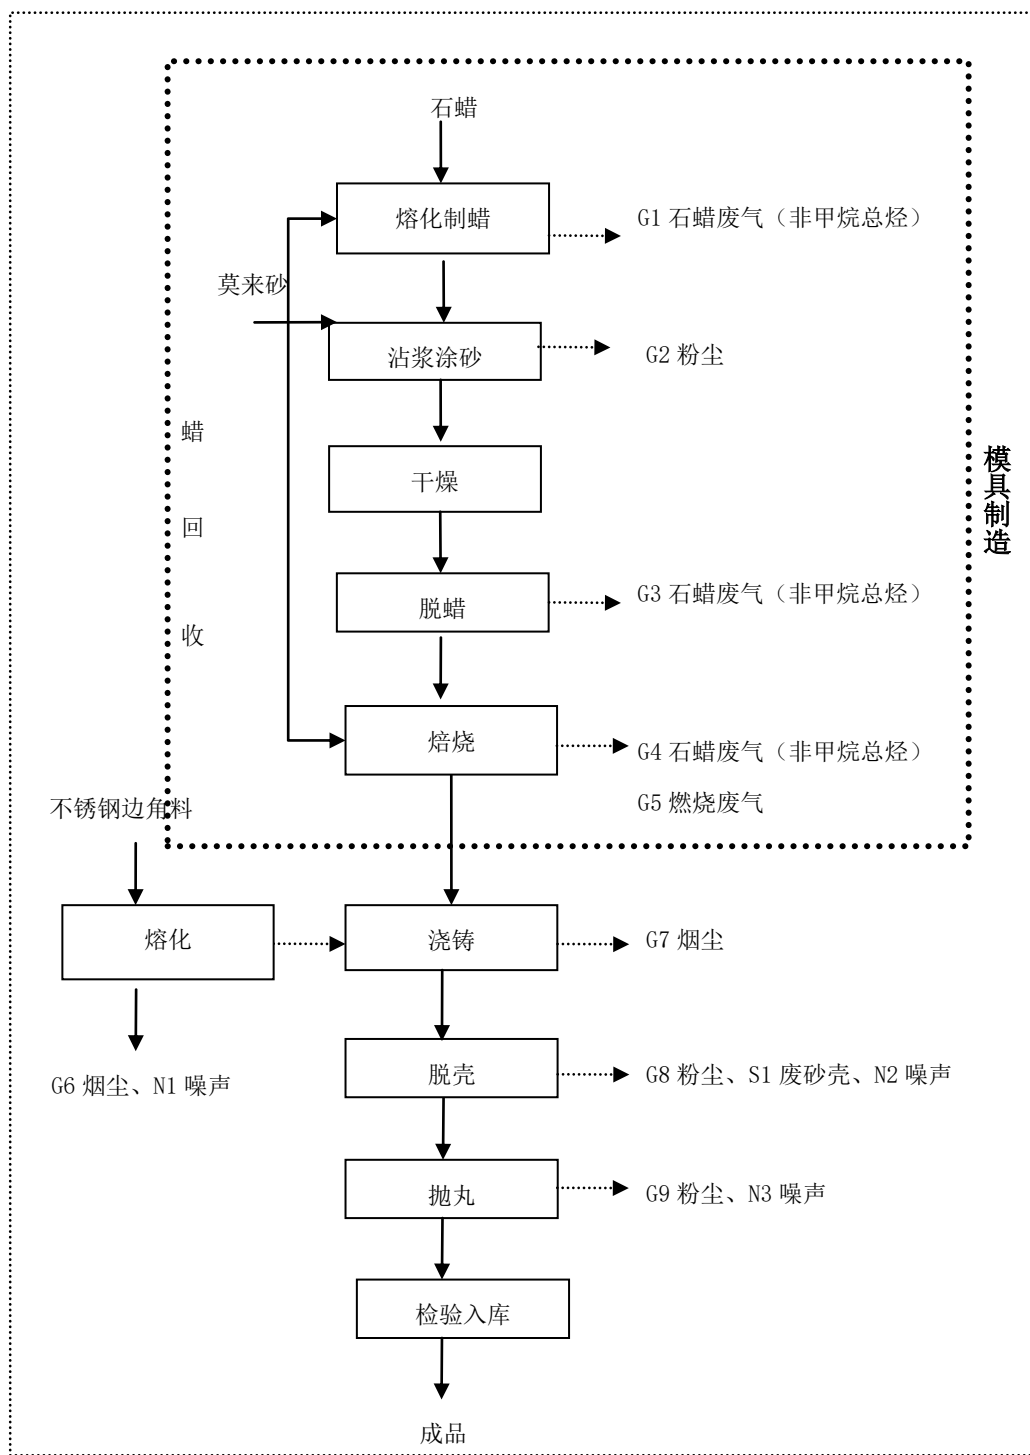 石蜡
熔化制蜡
G1 石蜡废气（非甲烷总烃）
莫来砂
沾浆涂砂
G2 粉尘
蜡回收
干燥
模具制造
脱蜡
G3 石蜡废气（非甲烷总烃）
焙烧
G4 石蜡废气（非甲烷总烃）
G5 燃烧废气
不锈钢边角料
熔化
浇铸
G7 烟尘
G6 烟尘、N1 噪声
脱壳
G8 粉尘、S1 废砂壳、N2 噪声
抛丸
G9 粉尘、N3 噪声
检验入库
成品